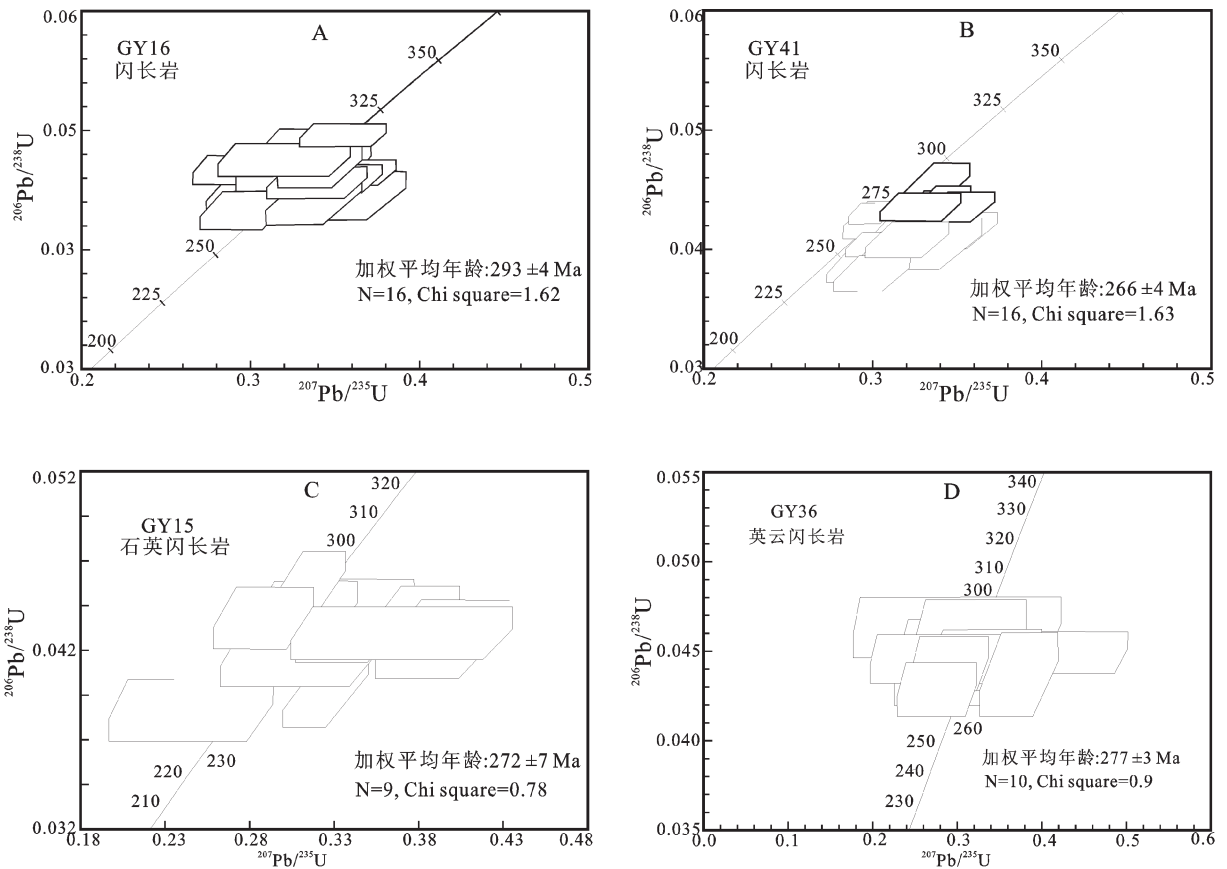 A
GY16
闪长岩
0.06
0.05
0.03
0.03
²⁰⁶Pb/²³⁸U
350
325
250
225
200
加权平均年龄:293 ±4 Ma
N=16, Chi square=1.62
0.2
0.3
0.4
0.5
²⁰⁷Pb/²³⁵U
B
GY41
闪长岩
0.06
0.05
0.04
0.03
²⁰⁶Pb/²³⁸U
350
325
300
275
250
225
200
加权平均年龄:266 ±4 Ma
N=16, Chi square=1.63
0.2
0.3
0.4
0.5
²⁰⁷Pb/²³⁵U
C
GY15
石英闪长岩
0.052
0.042
0.032
²⁰⁶Pb/²³⁸U
320
310
300
230
220
210
加权平均年龄:272 ±7 Ma
N=9, Chi square=0.78
0.18
0.23
0.28
0.33
0.38
0.43
0.48
²⁰⁷Pb/²³⁵U
D
GY36
英云闪长岩
0.055
0.050
0.045
0.040
0.035
²⁰⁶Pb/²³⁸U
340
330
320
310
300
260
250
240
230
加权平均年龄:277 ±3 Ma
N=10, Chi square=0.9
0.0
0.1
0.2
0.3
0.4
0.5
0.6
²⁰⁷Pb/²³⁵U